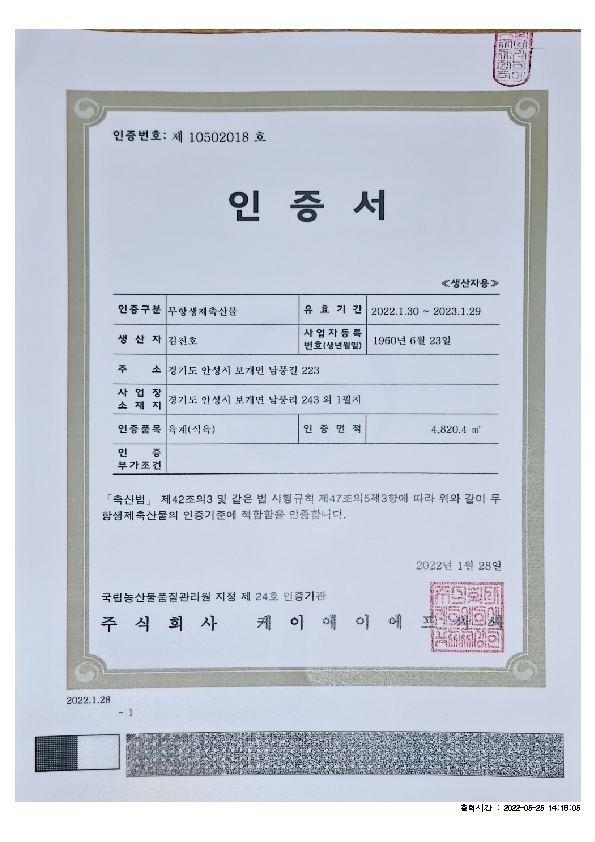 인증번호: 제 10502018 호
인 증 서
≪생산자용≫
인증구분 무항생제축산물 유 효 기 간 2022.1.30 ~ 2023.1.29
생 산 자 김진호 사업자등록번호(생년월일) 1960년 6월 23일
주 소 경기도 안성시 보개면 남풍길 223
사 업 장 소 재 지 경기도 안성시 보개면 남풍리 243 외 1필지
인증품목 육계(식육) 인 증 면 적 4,820.4 ㎡
인 증 부가조건
「축산법」 제42조의3 및 같은 법 시행규칙 제47조의5제3항에 따라 위와 같이 무
항생제축산물의 인증기준에 적합함을 인증합니다.
2022년 1월 28일
국립농산물품질관리원 지정 제 24호 인증기관
주 식 회 사 케 이 에 이 에 프
2022.1.28
- 1
출력시간 : 2022-05-25 14:18:05